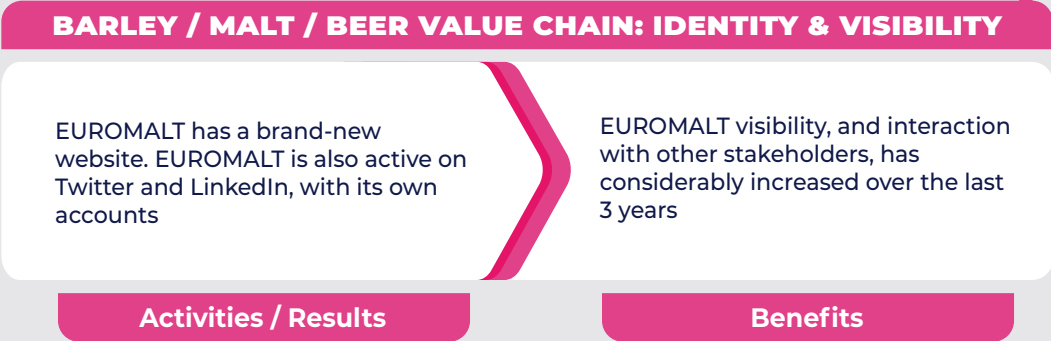 BARLEY / MALT / BEER VALUE CHAIN: IDENTITY & VISIBILITY
EUROMALT has a brand-new
website. EUROMALT is also active on
Twitter and LinkedIn, with its own
accounts
EUROMALT visibility, and interaction
with other stakeholders, has
considerably increased over the last
3 years
Activities / Results
Benefits